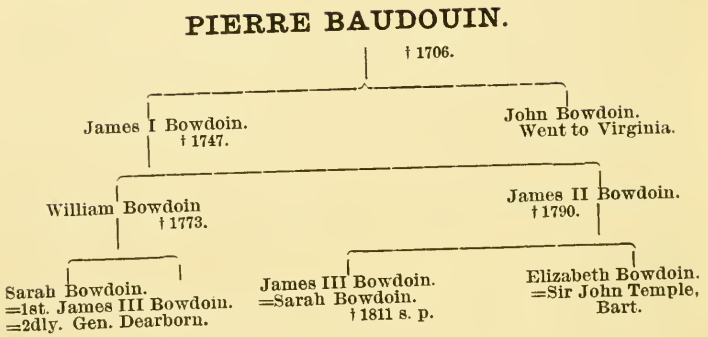 PIERRE BAUDOUIN.
† 1706.
James I Bowdoin.
† 1747.
John Bowdoin.
Went to Virginia.
William Bowdoin
† 1773.
James II Bowdoin.
† 1790.
Sarah Bowdoin.
=1st. James III Bowdoin.
=2dly. Gen. Dearborn.
James III Bowdoin.
=Sarah Bowdoin.
† 1811 s. p.
Elizabeth Bowdoin.
=Sir John Temple,
Bart.